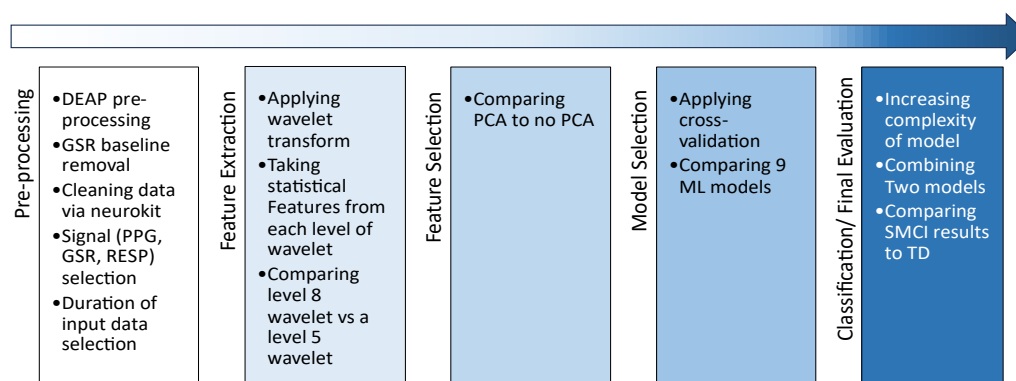 Pre-processing
•DEAP pre-
processing
•GSR baseline
removal
•Cleaning data
via neurokit
•Signal (PPG,
GSR, RESP)
selection
•Duration of
input data
selection
Feature Extraction
•Applying
wavelet
transform
•Taking
statistical
Features from
each level of
wavelet
•Comparing
level 8
wavelet vs a
level 5
wavelet
Feature Selection
•Comparing
PCA to no PCA
Model Selection
•Applying
cross-
validation
•Comparing 9
ML models
Classification/ Final Evaluation
•Increasing
complexity
of model
•Combining
Two models
•Comparing
SMCI results
to TD